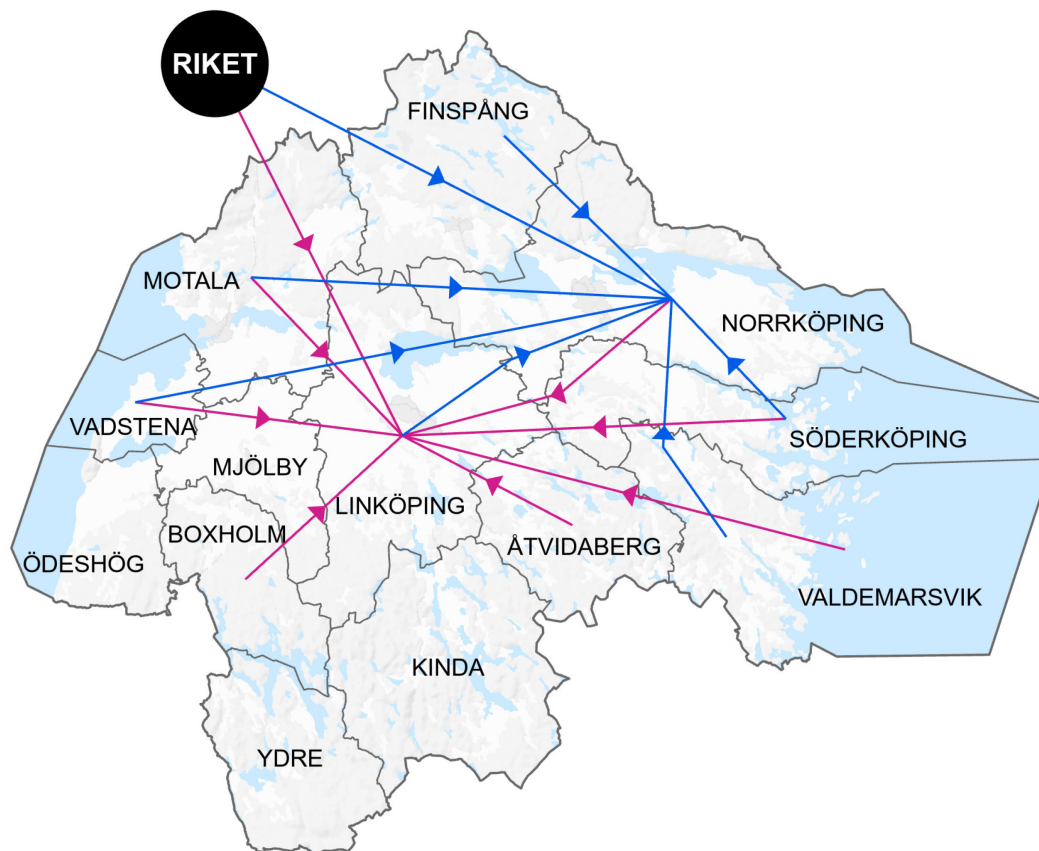 RIKET
FINSPÅNG
MOTALA
NORRKÖPING
VADSTENA
SÖDERKÖPING
MJÖLBY
LINKÖPING
BOXHOLM
ÅTVIDABERG
ÖDESHÖG
VALDEMARSVIK
KINDA
YDRE